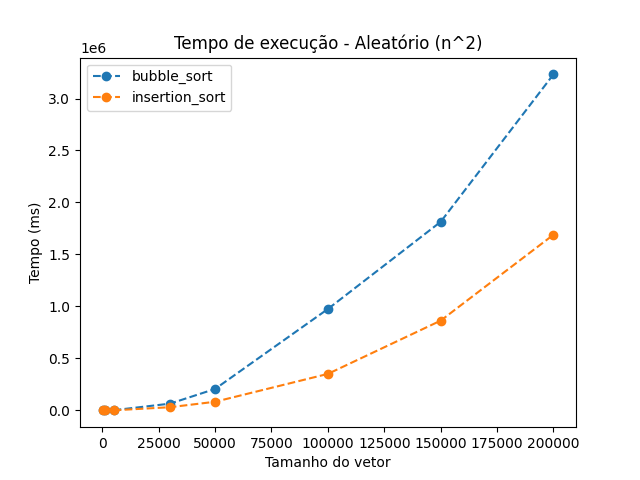 Tempo de execução - Aleatório (n^2)
1e6
bubble_sort
insertion_sort
3.0
2.5
2.0
1.5
1.0
0.5
0.0
Tempo (ms)
0 25000 50000 75000 100000 125000 150000 175000 200000
Tamanho do vetor